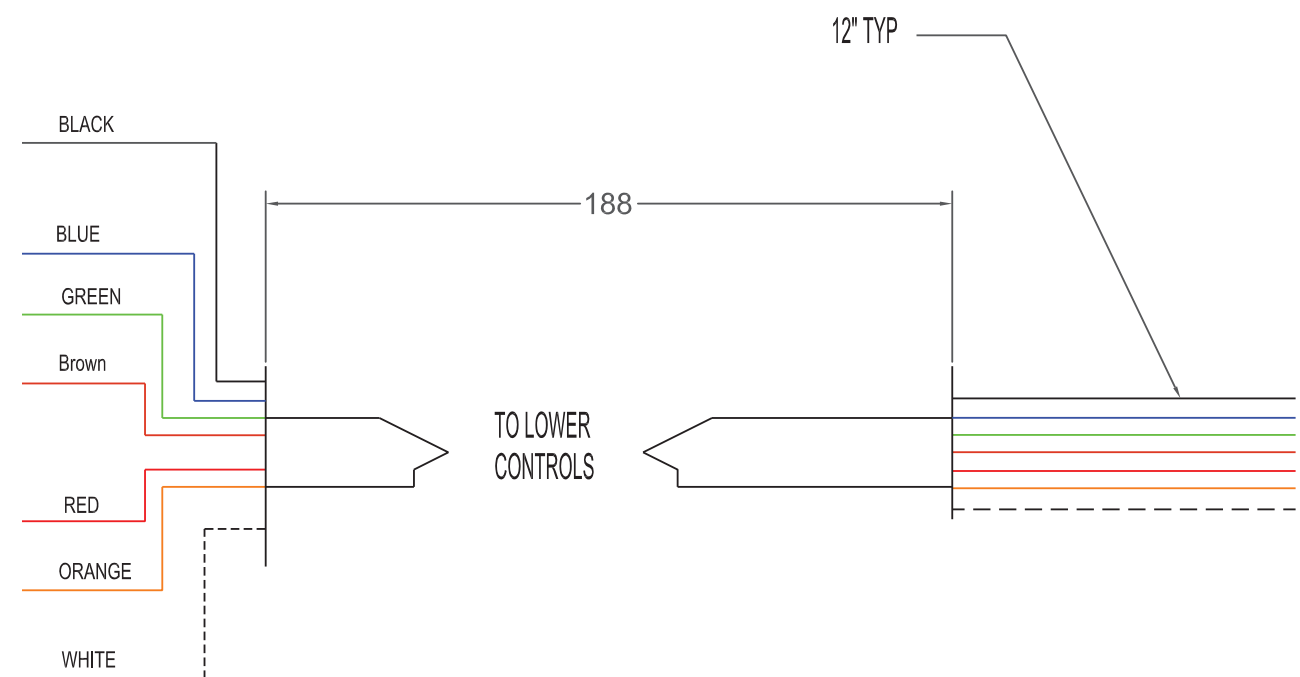 12" TYP
BLACK
188
BLUE
GREEN
Brown
TO LOWER
CONTROLS
RED
ORANGE
WHITE